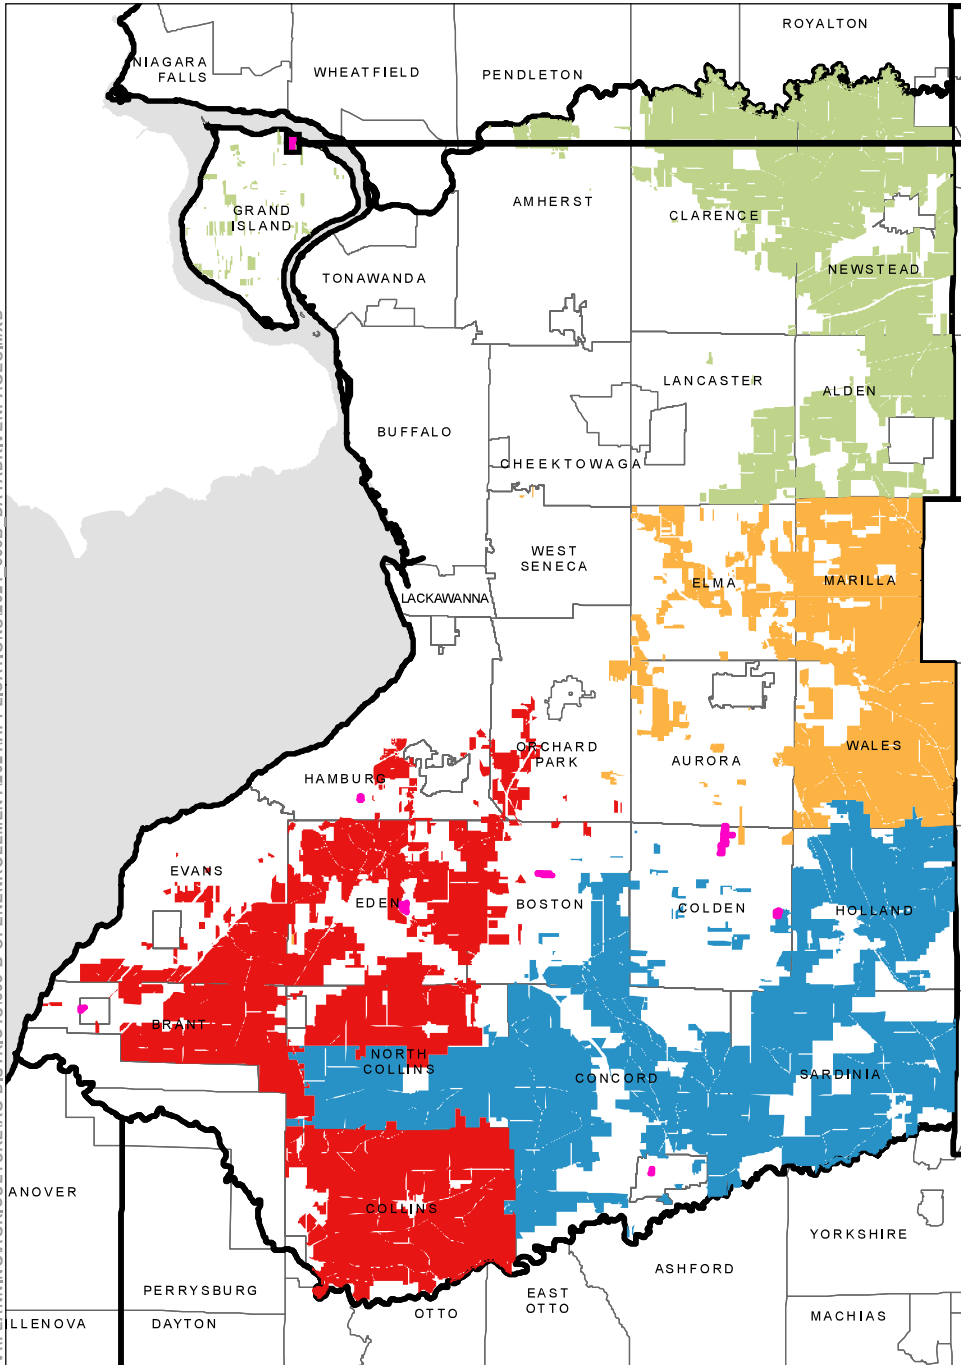 ROYALTON
NIAGARA
FALLS
WHEATFIELD
PENDLETON
GRAND
ISLAND
AMHERST
CLARENCE
NEWSTEAD
TONAWANDA
LANCASTER
ALDEN
BUFFALO
CHEEKTOWAGA
WEST
SENECA
ELMA
MARILLA
LACKAWANNA
ORCHARD
PARK
WALES
AURORA
HAMBURG
EVANS
EDEN
BOSTON
COLDEN
HOLLAND
BRANT
NORTH
COLLINS
CONCORD
SARDINIA
ANOVER
COLLINS
YORKSHIRE
ASHFORD
PERRYSBURG
EAST
OTTO
OTTO
MACHIAS
LLENOVA
DAYTON